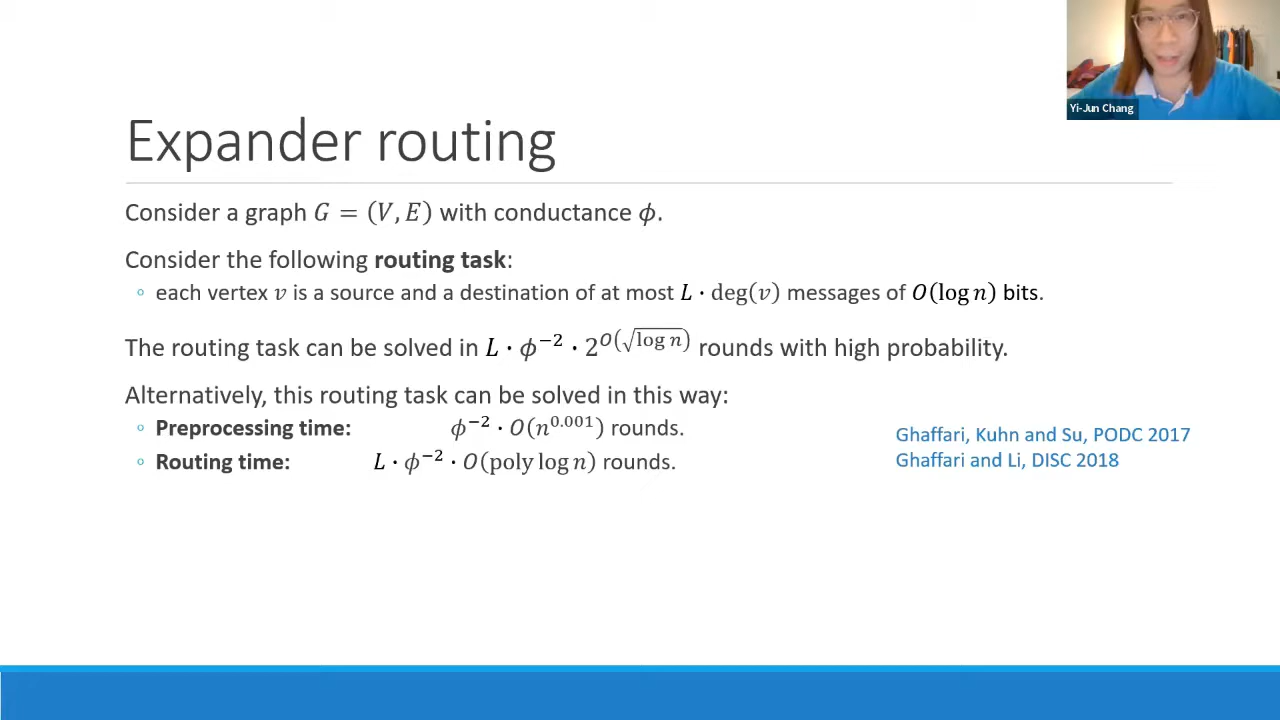 Yi-Jun Chang
Expander routing
Consider a graph 𝐺 = (𝑉, 𝐸) with conductance 𝜙.
Consider the following routing task:
◦ each vertex 𝑣 is a source and a destination of at most 𝐿 · deg(𝑣) messages of 𝑂(log 𝑛) bits.
The routing task can be solved in 𝐿 · 𝜙⁻² · 2^𝑂(√log 𝑛) rounds with high probability.
Alternatively, this routing task can be solved in this way:
◦ Preprocessing time: 𝜙⁻² · 𝑂(𝑛^0.001) rounds.
◦ Routing time: 𝐿 · 𝜙⁻² · 𝑂(poly log 𝑛) rounds.
Ghaffari, Kuhn and Su, PODC 2017
Ghaffari and Li, DISC 2018